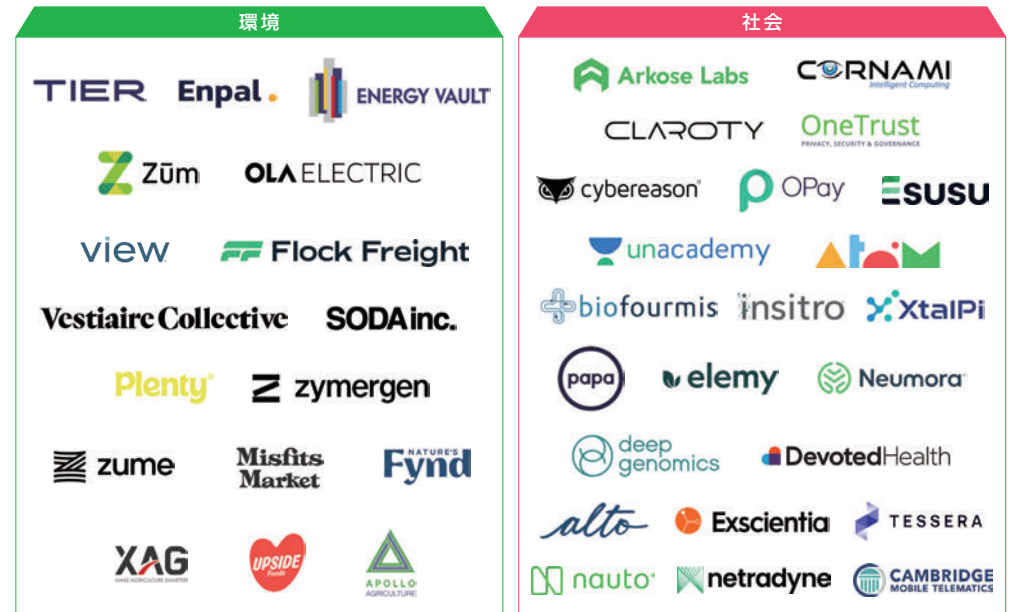 環境
TIER Enpal. ENERGY VAULT
Zūm OLA ELECTRIC
view Flock Freight
Vestiaire Collective SODA inc.
Plenty® zymergen
zume Misfits Market NATURE'S Fynd
XAG UPSIDE Foods APOLLO AGRICULTURE
MAKE AGRICULTURE SMARTER
社会
Arkose Labs CORNAMI
Intelligent Computing
CLAROTY OneTrust
PRIVACY, SECURITY & GOVERNANCE
cybereason® OPay ESUSU
unacademy Atom
biofourmis insitro XtalPi
papa elemy Neumora
deep genomics DevotedHealth
alto Exscientia TESSERA
nauto® netradyne CAMBRIDGE MOBILE TELEMATICS